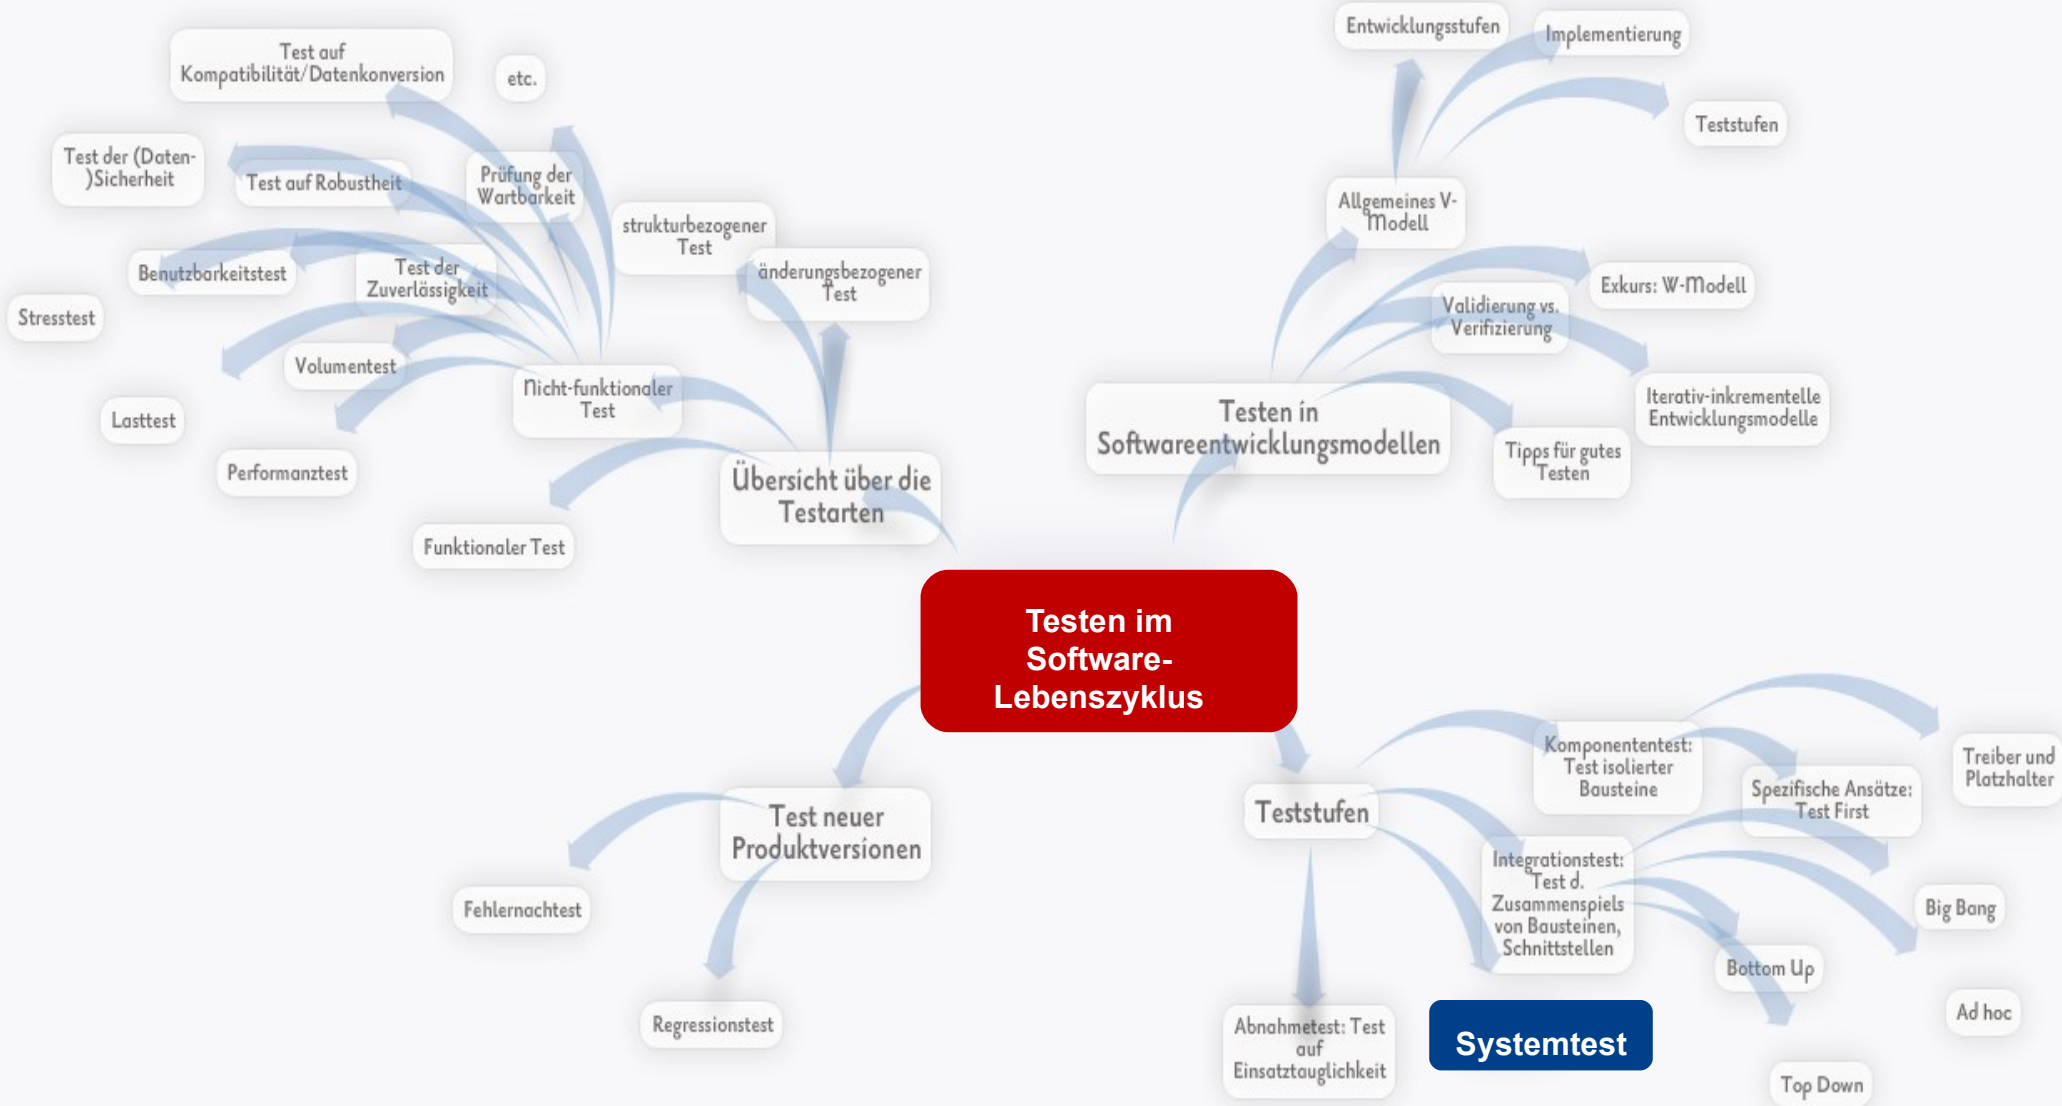 Test auf
Kompatibilität/Datenkonversion
etc.
Test der (Daten-
)Sicherheit
Test auf Robustheit
Prüfung der
Wartbarkeit
strukturbezogener
Test
änderungsbezogener
Test
Benutzbarkeitstest
Test der
Zuverlässigkeit
Stresstest
Volumentest
Lasttest
Performanztest
Nicht-funktionaler
Test
Funktionaler Test
Übersicht über die
Testarten
Entwicklungsstufen
Implementierung
Teststufen
Allgemeines V-
Modell
Exkurs: W-Modell
Validierung vs.
Verifizierung
Iterativ-inkrementelle
Entwicklungsmodelle
Testen in
Softwareentwicklungsmodellen
Tipps für gutes
Testen
Testen im
Software-
Lebenszyklus
Test neuer
Produktversionen
Fehlernachtest
Regressionstest
Teststufen
Komponententest:
Test isolierter
Bausteine
Treiber und
Platzhalter
Spezifische Ansätze:
Test First
Integrationstest:
Test d.
Zusammenspiels
von Bausteinen,
Schnittstellen
Big Bang
Bottom Up
Ad hoc
Top Down
Abnahmetest: Test
auf
Einsatztauglichkeit
Systemtest